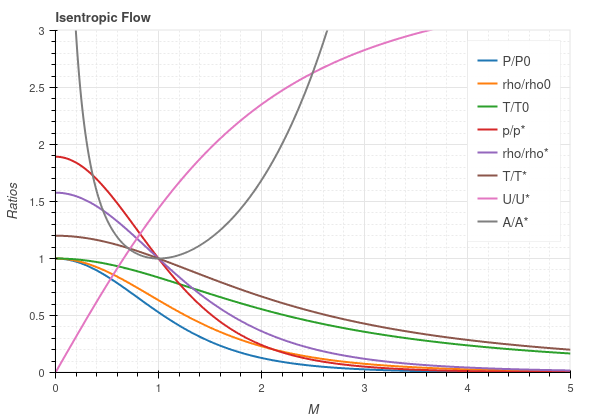 Isentropic Flow
3
2.5
2
1.5
1
0.5
0
Ratios
0 1 2 3 4 5
M
P/P0
rho/rho0
T/T0
p/p*
rho/rho*
T/T*
U/U*
A/A*